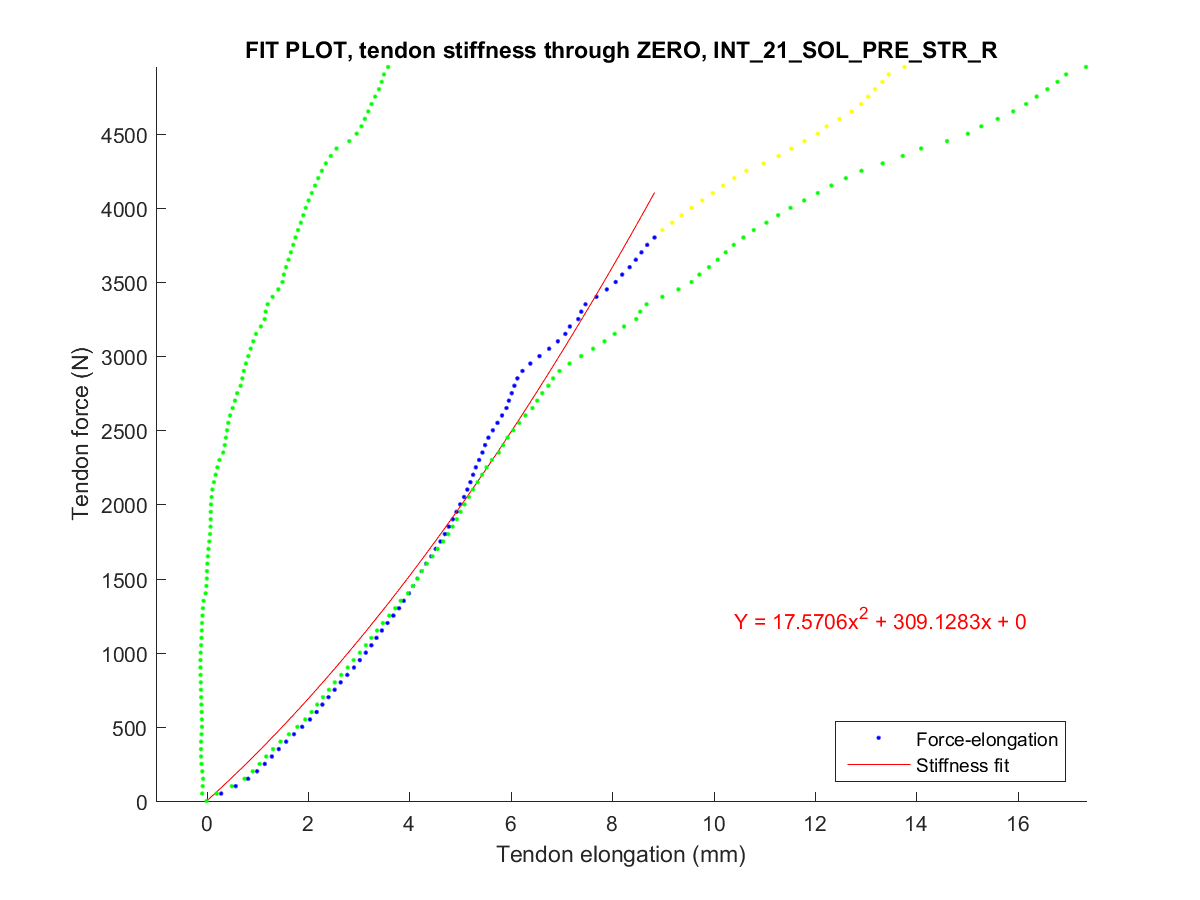 FIT PLOT, tendon stiffness through ZERO, INT_21_SOL_PRE_STR_R
Tendon force (N)
4500
4000
3500
3000
2500
2000
1500
1000
500
0
Y = 17.5706x² + 309.1283x + 0
Force-elongation
Stiffness fit
0 2 4 6 8 10 12 14 16
Tendon elongation (mm)